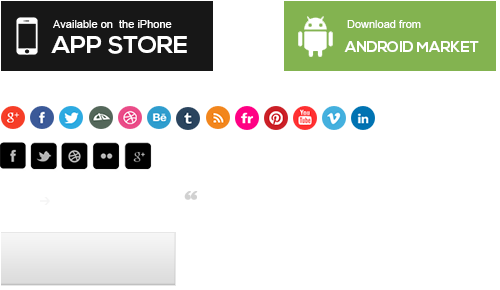 Available on the iPhone
APP STORE
Download from
ANDROID MARKET
g+ f Bē t fr You Tube v in
f g+
“